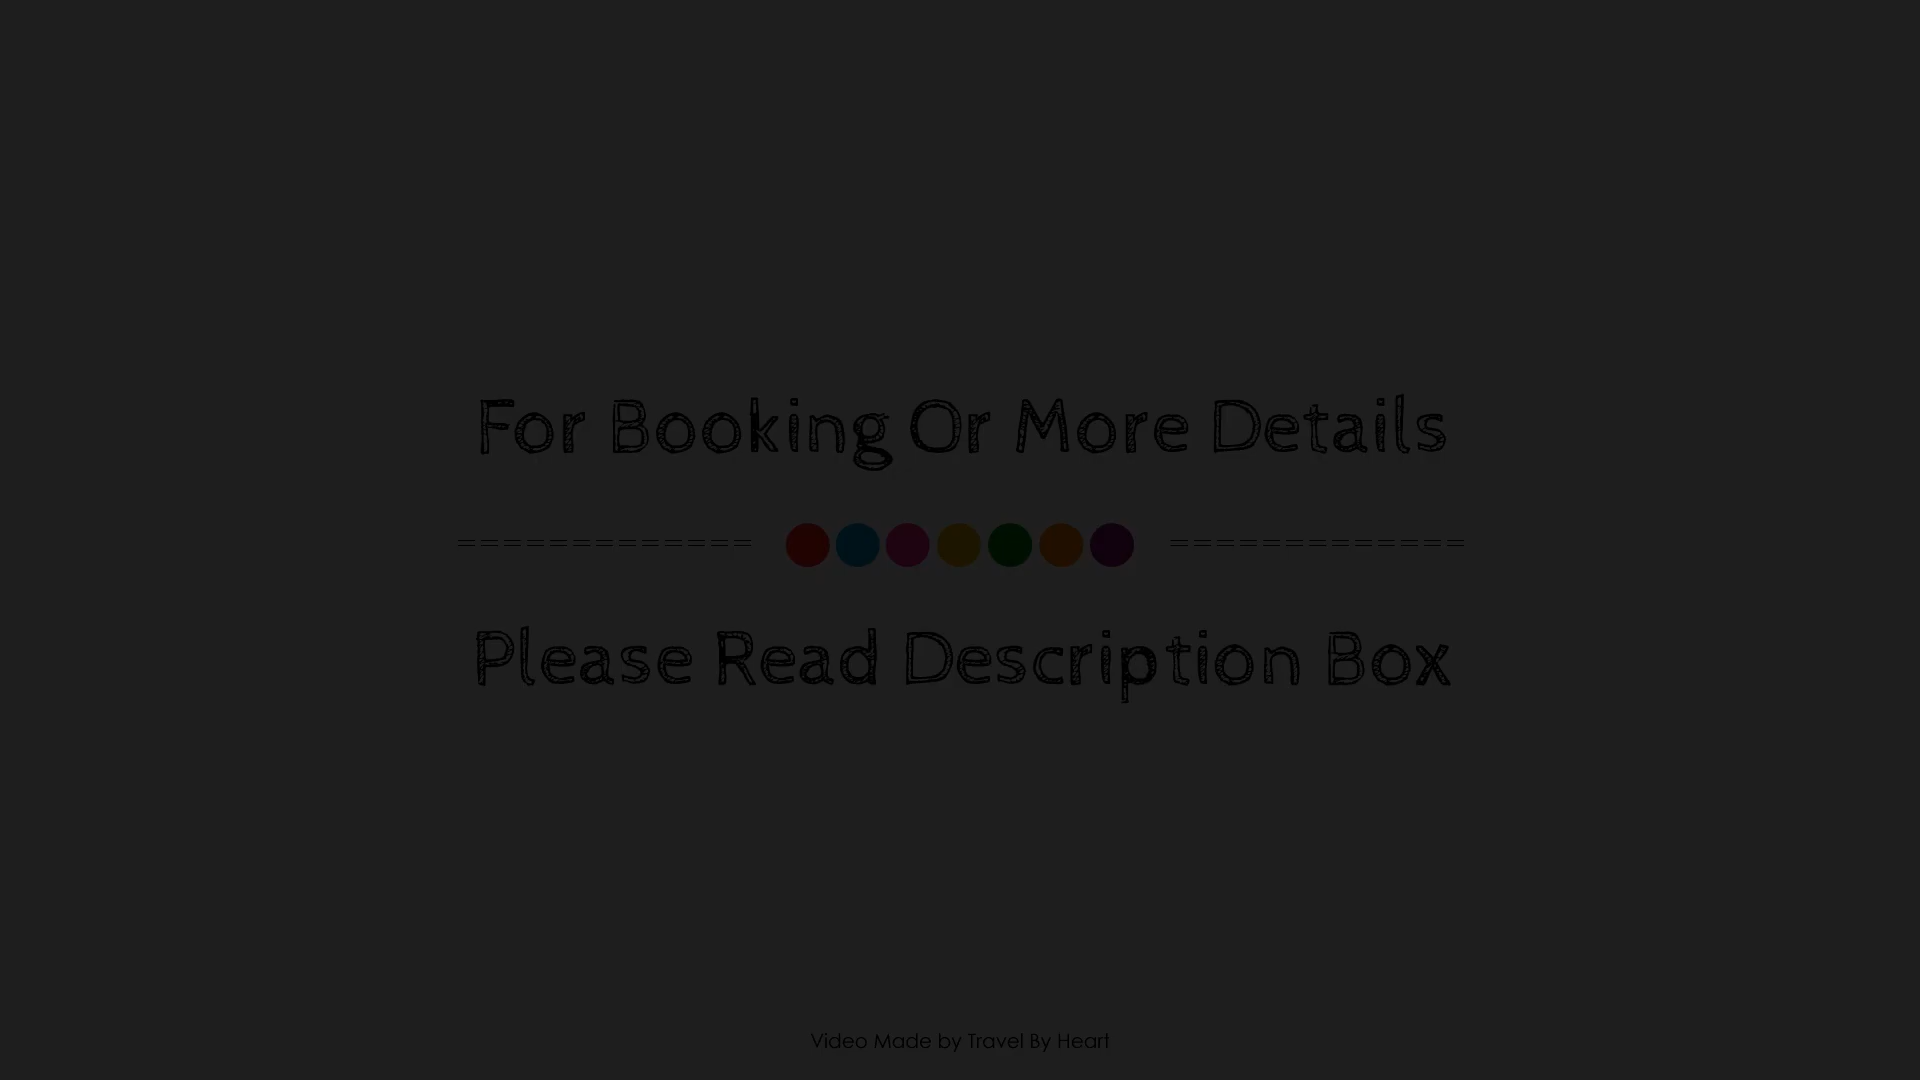 For Booking Or More Details
============= =============
Please Read Description Box
Video Made by Travel By Heart